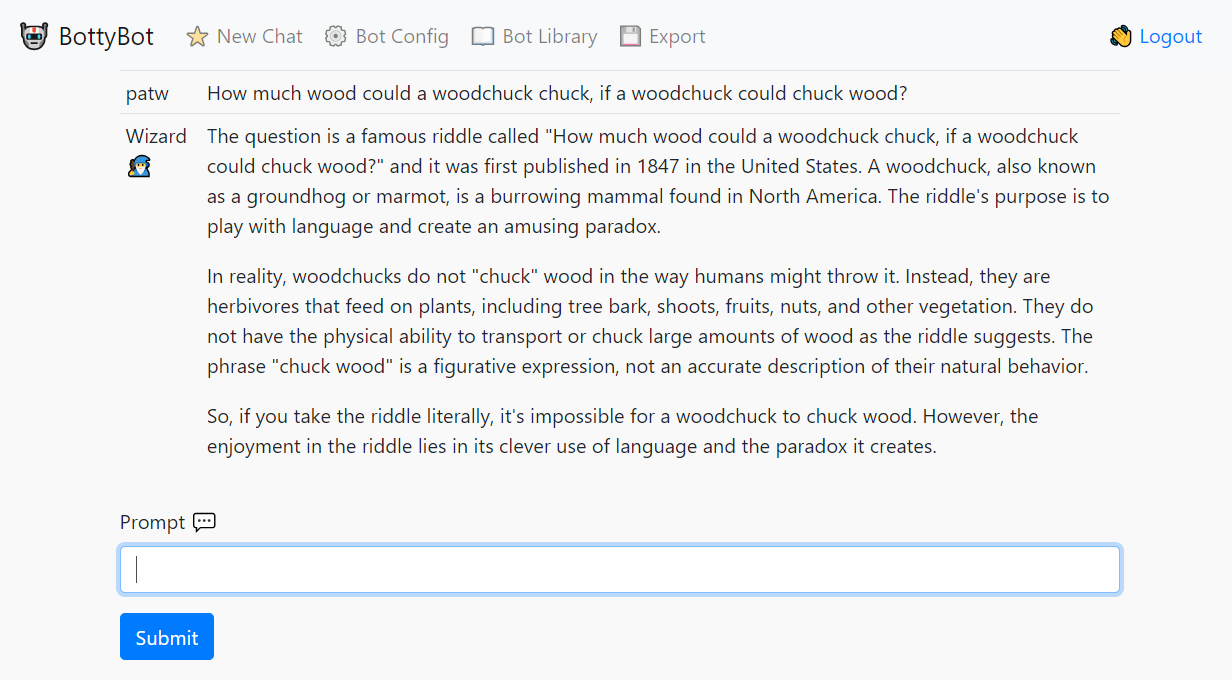 BottyBot New Chat Bot Config Bot Library Export Logout
patw How much wood could a woodchuck chuck, if a woodchuck could chuck wood?
Wizard The question is a famous riddle called "How much wood could a woodchuck chuck, if a woodchuck
could chuck wood?" and it was first published in 1847 in the United States. A woodchuck, also known
as a groundhog or marmot, is a burrowing mammal found in North America. The riddle's purpose is to
play with language and create an amusing paradox.
In reality, woodchucks do not "chuck" wood in the way humans might throw it. Instead, they are
herbivores that feed on plants, including tree bark, shoots, fruits, nuts, and other vegetation. They do
not have the physical ability to transport or chuck large amounts of wood as the riddle suggests. The
phrase "chuck wood" is a figurative expression, not an accurate description of their natural behavior.
So, if you take the riddle literally, it's impossible for a woodchuck to chuck wood. However, the
enjoyment in the riddle lies in its clever use of language and the paradox it creates.
Prompt
Submit